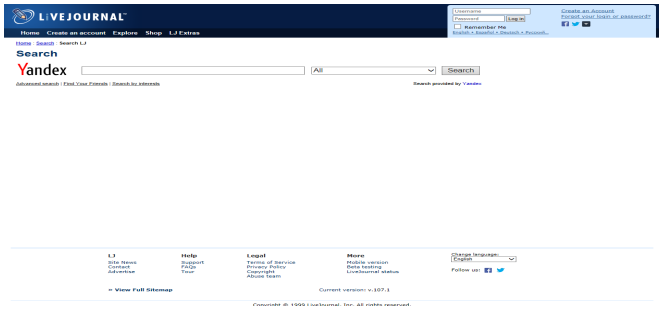 LIVEJOURNAL™
Username
Password
Log in
Remember Me
English • Español • Deutsch • Русский…
Create an Account
Forgot your login or password?
Home Create an account Explore Shop LJ Extras
Home : Search : Search LJ
Search
Yandex
All
Search
Advanced search | Find Your Friends | Search by interests
Search provided by Yandex
LJ
Site News
Contact
Advertise
Help
Support
FAQs
Tour
Legal
Terms of Service
Privacy Policy
Copyright
Abuse team
More
Mobile version
Beta testing
LiveJournal status
Change language:
English
Follow us:
» View Full Sitemap
Current version: v.107.1
Copyright © 1999 LiveJournal, Inc. All rights reserved.